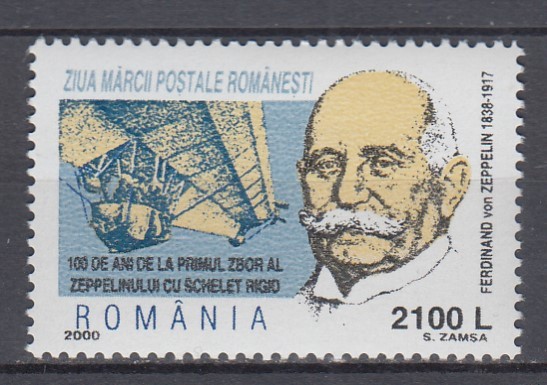 ZIUA MĂRCII POSTALE ROMÂNEȘTI
FERDINAND von ZEPPELIN 1838-1917
100 DE ANI DE LA PRIMUL ZBOR AL
ZEPPELINULUI CU SCHELET RIGID
ROMÂNIA
2100 L
2000
S. ZAMȘA